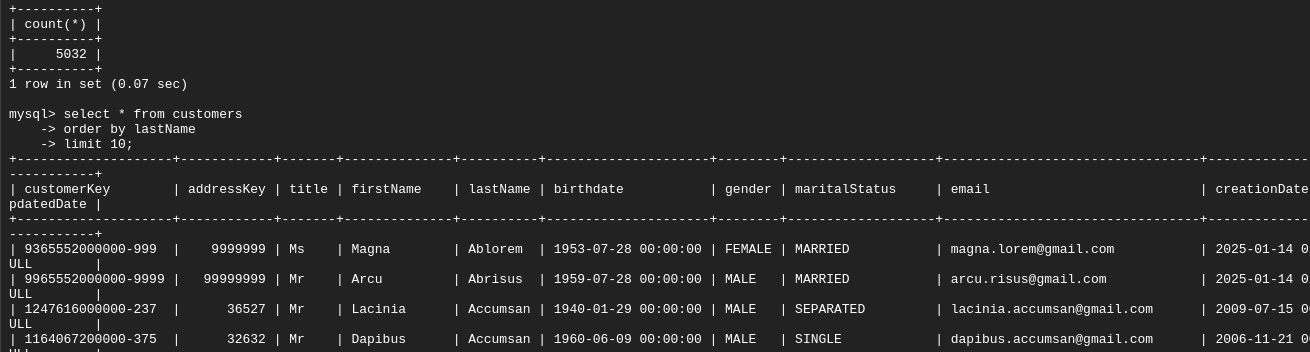 +----------+
| count(*) |
+----------+
|     5032 |
+----------+
1 row in set (0.07 sec)
mysql> select * from customers
    -> order by lastName
    -> limit 10;
+--------------------+------------+-------+--------------+----------+---------------------+--------+-------------------+---------------------------------+-------------
-----------+
| customerKey        | addressKey | title | firstName    | lastName | birthdate           | gender | maritalStatus     | email                           | creationDate
pdatedDate |
+--------------------+------------+-------+--------------+----------+---------------------+--------+-------------------+---------------------------------+-------------
-----------+
| 9365552000000-999  |    9999999 | Ms    | Magna        | Ablorem  | 1953-07-28 00:00:00 | FEMALE | MARRIED           | magna.lorem@gmail.com           | 2025-01-14
ULL        |
| 9965552000000-9999 |   99999999 | Mr    | Arcu         | Abrisus  | 1959-07-28 00:00:00 | MALE   | MARRIED           | arcu.risus@gmail.com            | 2025-01-14
ULL        |
| 1247616000000-237  |      36527 | Mr    | Lacinia      | Accumsan | 1940-01-29 00:00:00 | MALE   | SEPARATED         | lacinia.accumsan@gmail.com      | 2009-07-15
ULL        |
| 1164067200000-375  |      32632 | Mr    | Dapibus      | Accumsan | 1960-06-09 00:00:00 | MALE   | SINGLE            | dapibus.accumsan@gmail.com      | 2006-11-21